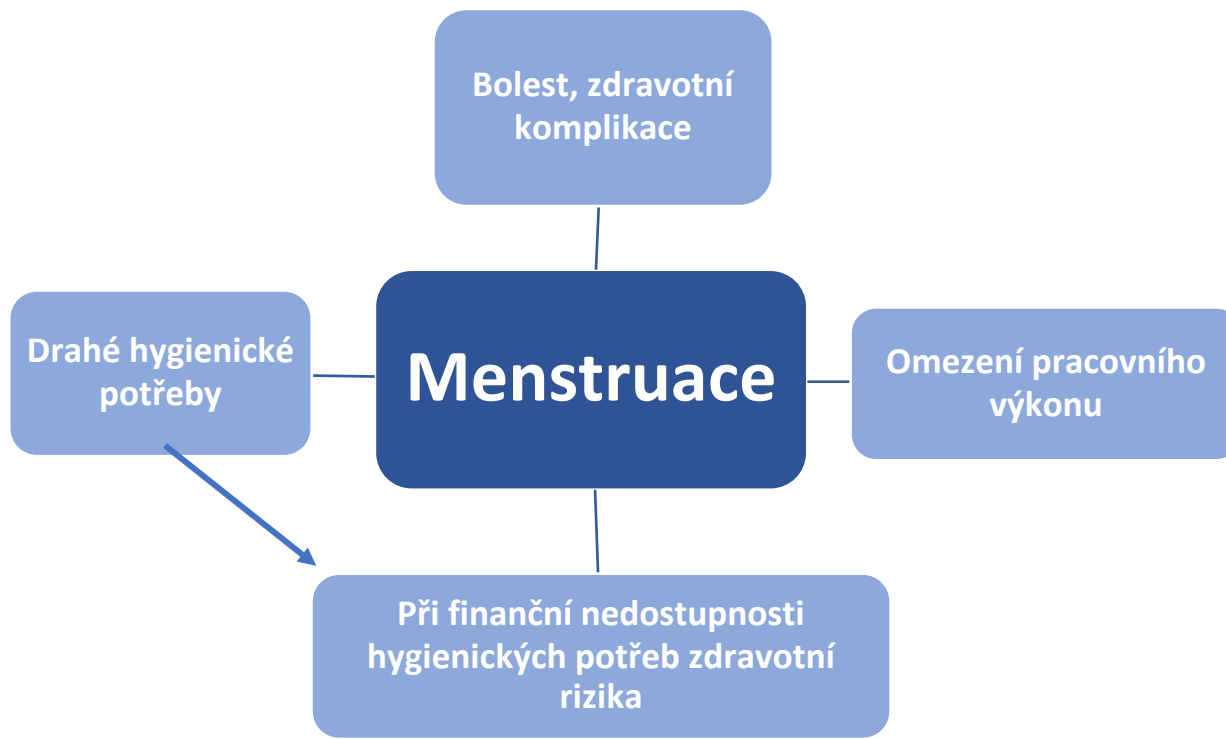 Bolest, zdravotní
komplikace
Drahé hygienické
potřeby
Menstruace
Omezení pracovního
výkonu
Při finanční nedostupnosti
hygienických potřeb zdravotní
rizika